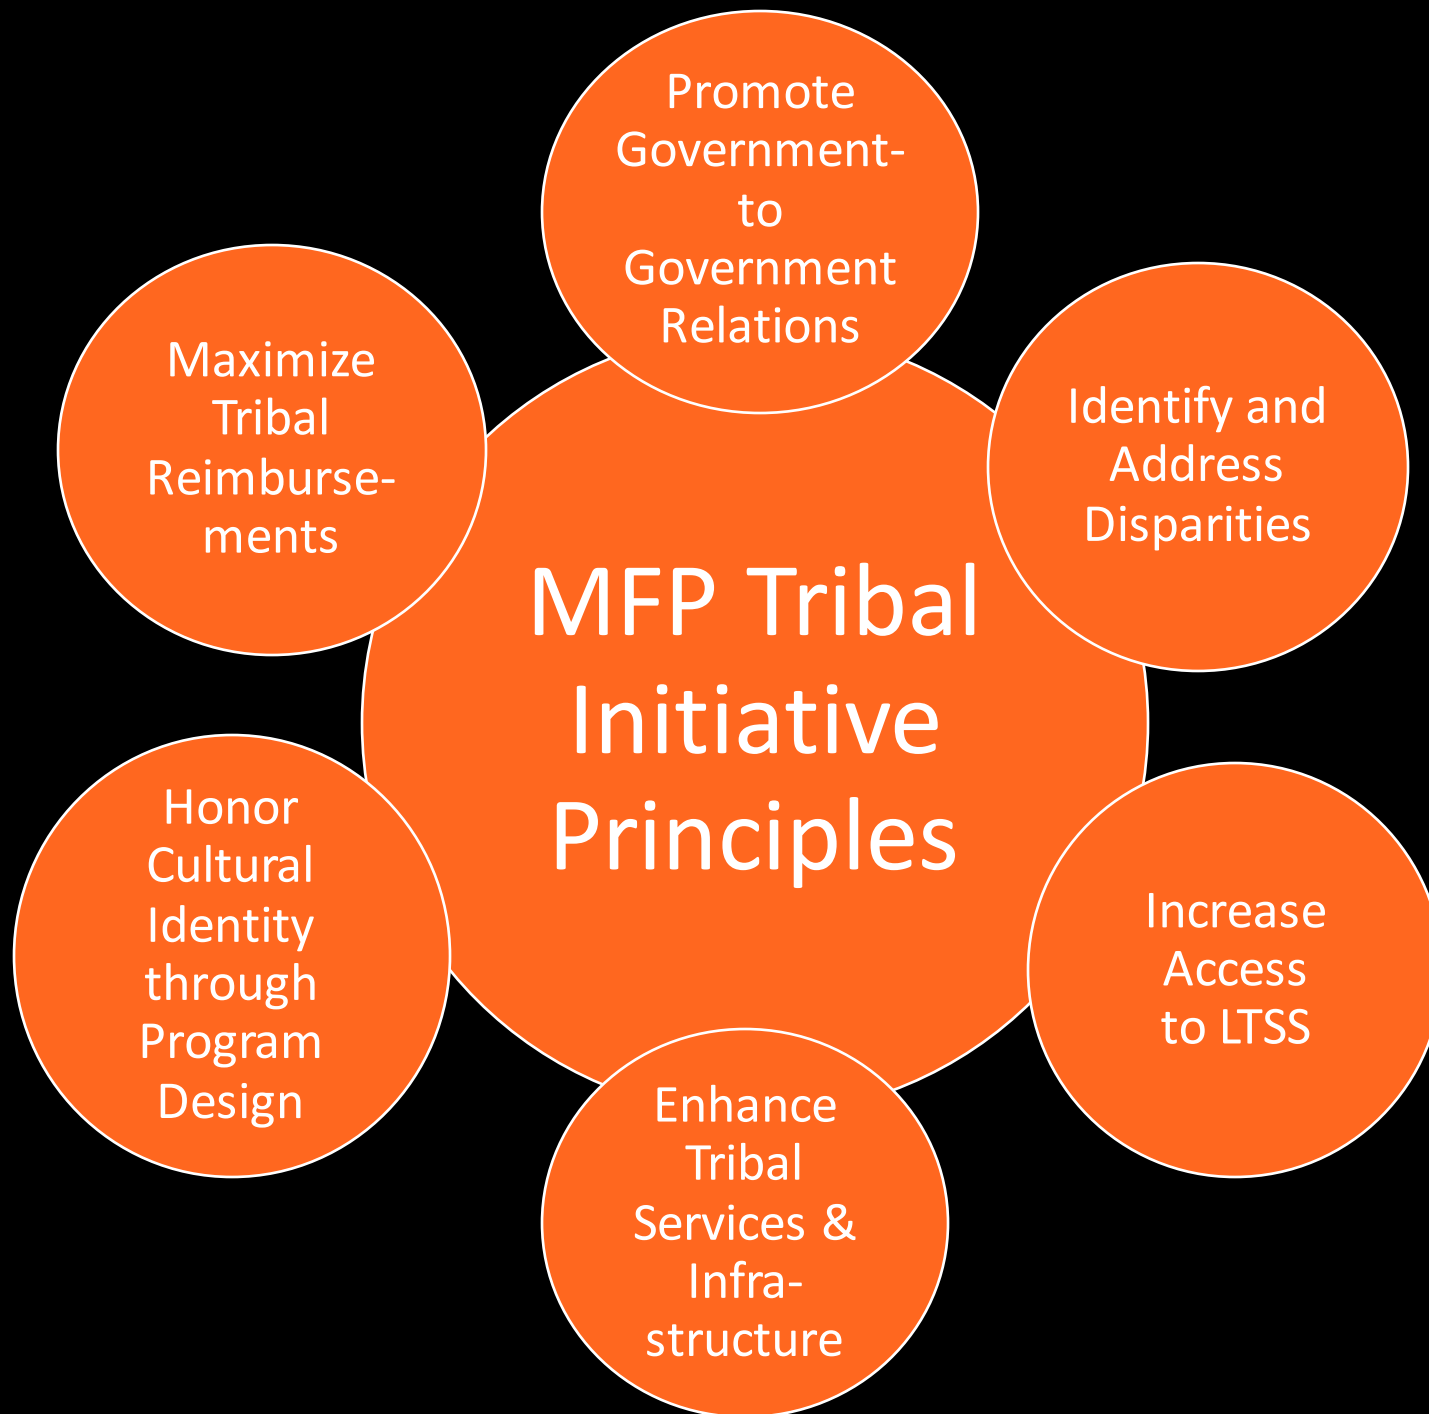 Promote
Government-
to
Government
Relations
Identify and
Address
Disparities
Increase
Access
to LTSS
Enhance
Tribal
Services &
Infra-
structure
Honor
Cultural
Identity
through
Program
Design
Maximize
Tribal
Reimburse-
ments
MFP Tribal
Initiative
Principles